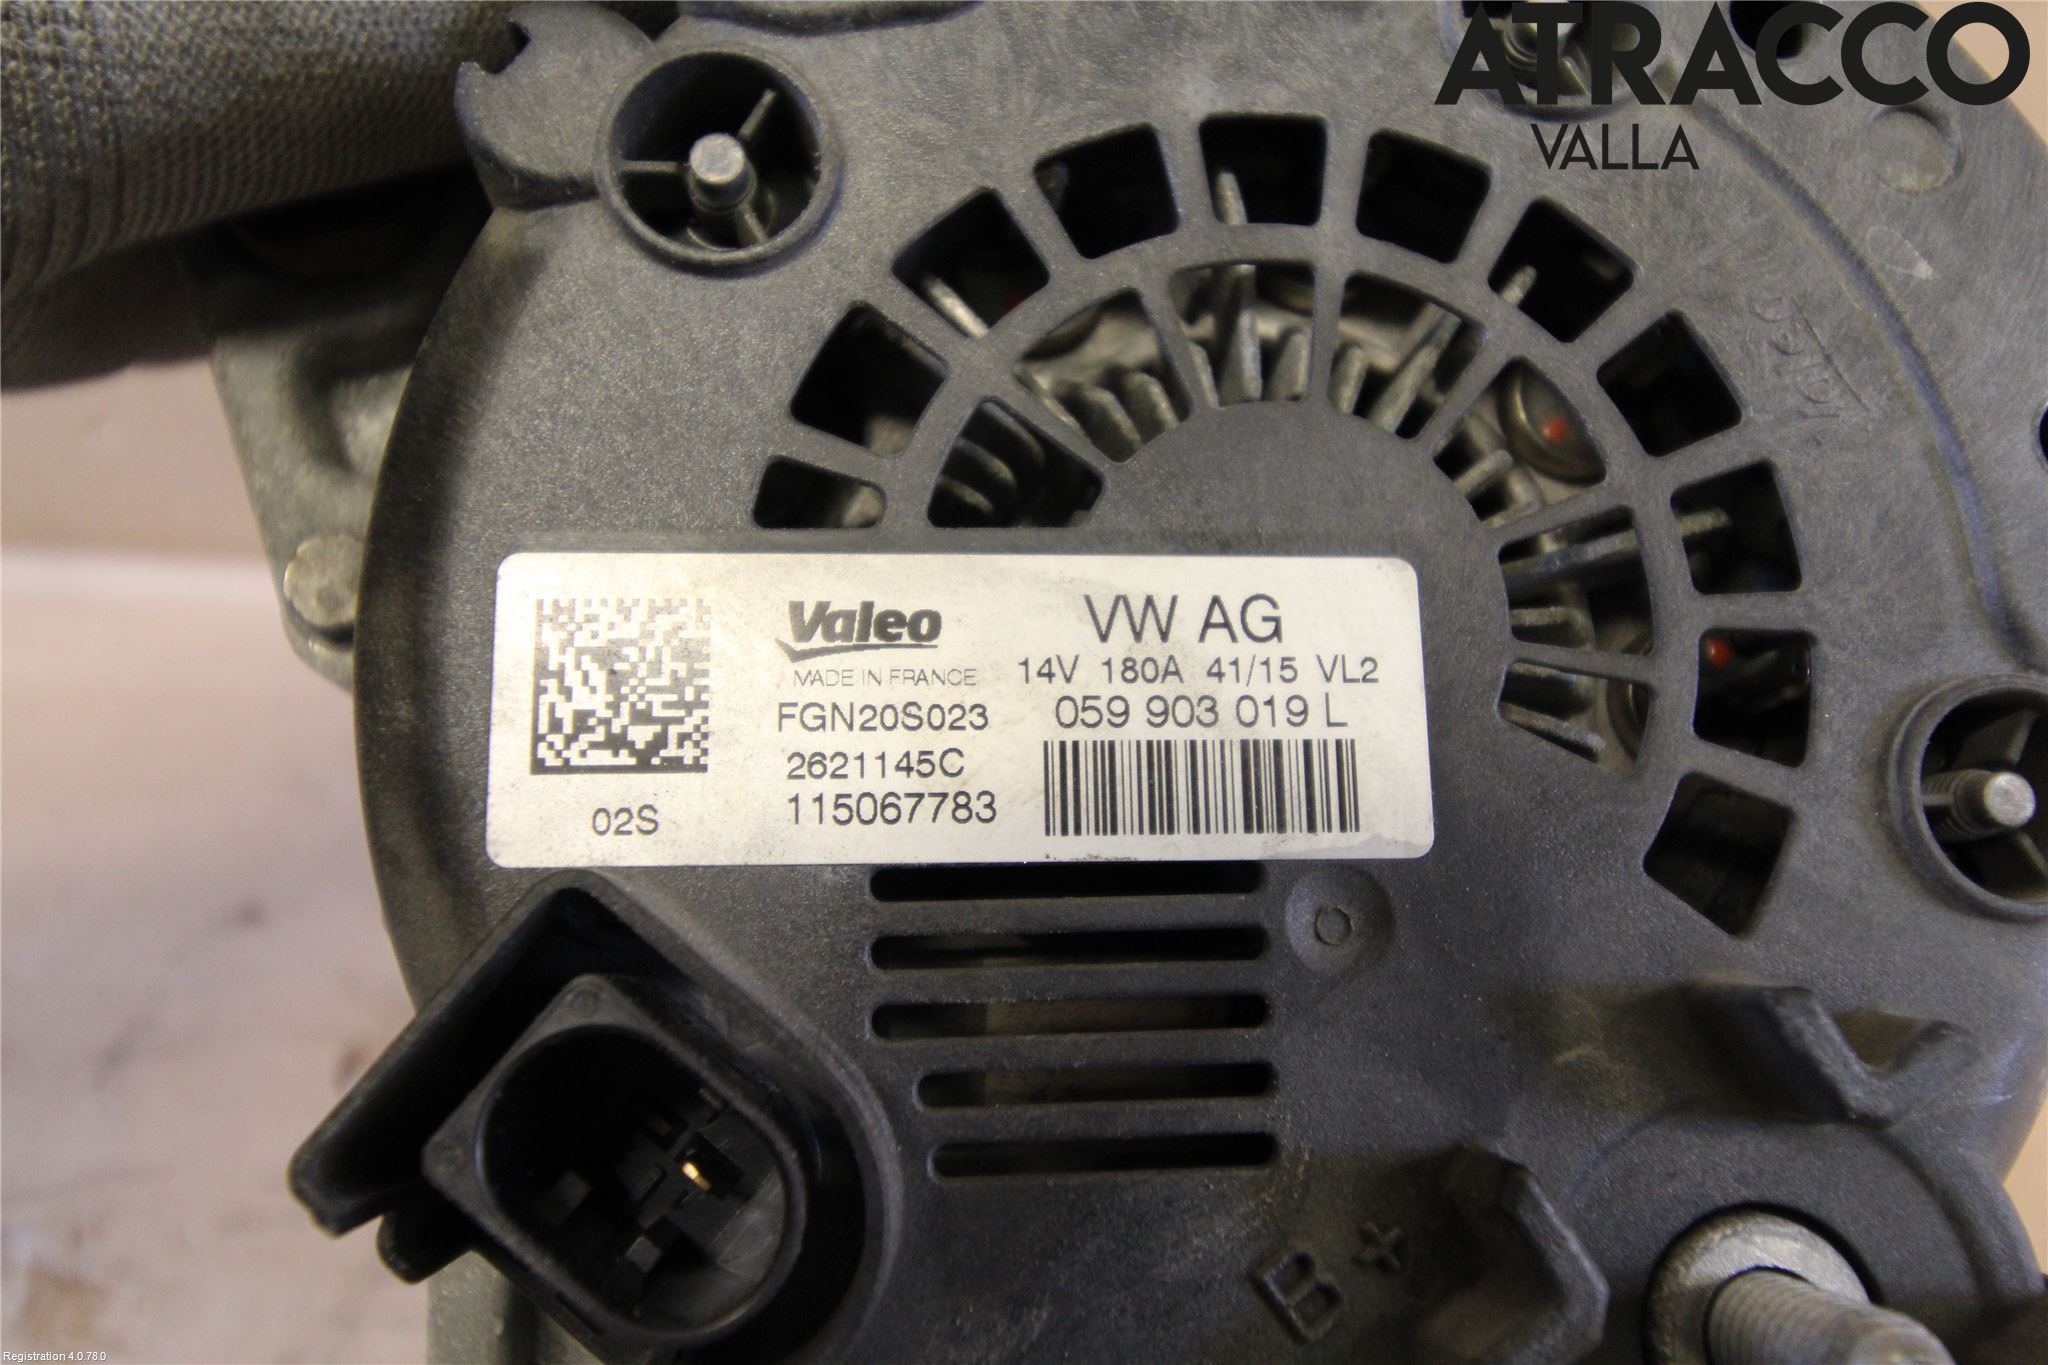 ATRACCO
VALLA
Valeo
MADE IN FRANCE
FGN20S023
2621145C
115067783
02S
VW AG
14V 180A 41/15 VL2
059 903 019 L
B+
Registration 4.0.78.0